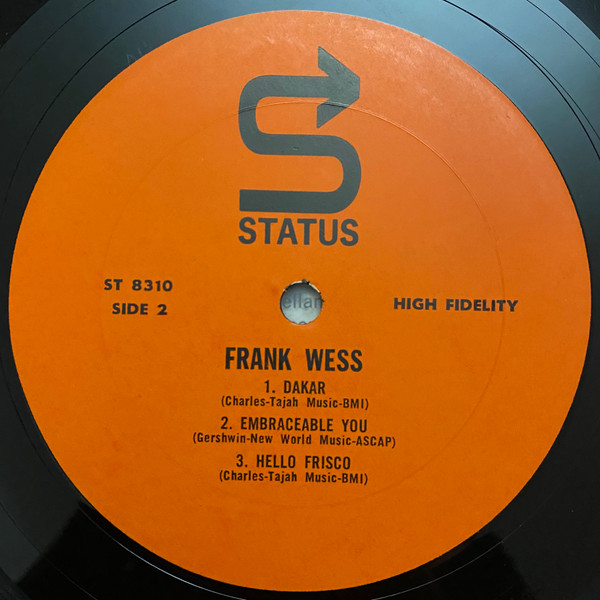 STATUS
ST 8310
SIDE 2
ellan
HIGH FIDELITY
FRANK WESS
1. DAKAR
(Charles-Tajah Music-BMI)
2. EMBRACEABLE YOU
(Gershwin-New World Music-ASCAP)
3. HELLO FRISCO
(Charles-Tajah Music-BMI)